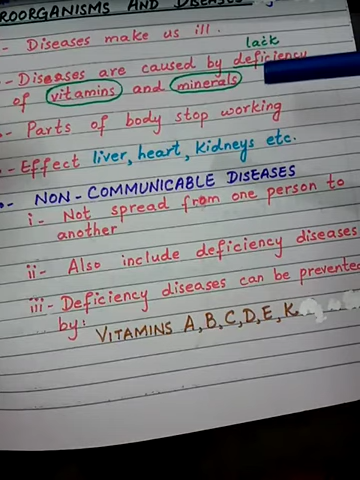 ROORGANISMS AND DISEASES
- Diseases make us ill.
lack
- Diseases are caused by deficiency
of vitamins and minerals
- Parts of body stop working
- Effect liver, heart, kidneys etc.
- NON-COMMUNICABLE DISEASES
i- Not spread from one person to
another
ii- Also include deficiency diseases
iii- Deficiency diseases can be prevented
by: VITAMINS A, B, C, D, E, K